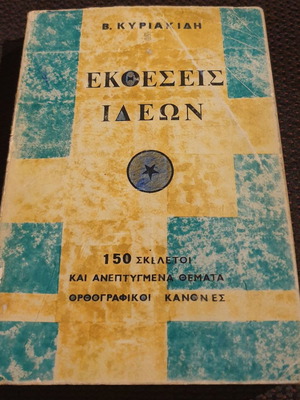 Β. ΚΥΡΙΑΚΙΔΗ
ΕΚΘΕΣΕΙΣ
ΙΔΕΩΝ
150 ΣΚΕΛΕΤΟΙ
ΚΑΙ ΑΝΕΠΤΥΓΜΕΝΑ ΘΕΜΑΤΑ
ΟΡΘΟΓΡΑΦΙΚΟΙ ΚΑΝΟΝΕΣ